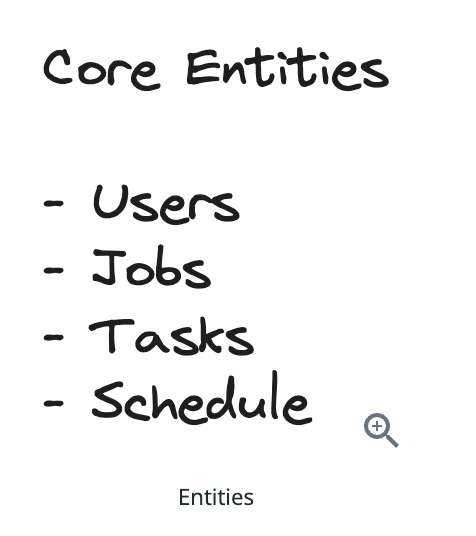 Core Entities
- Users
- Jobs
- Tasks
- Schedule
Entities